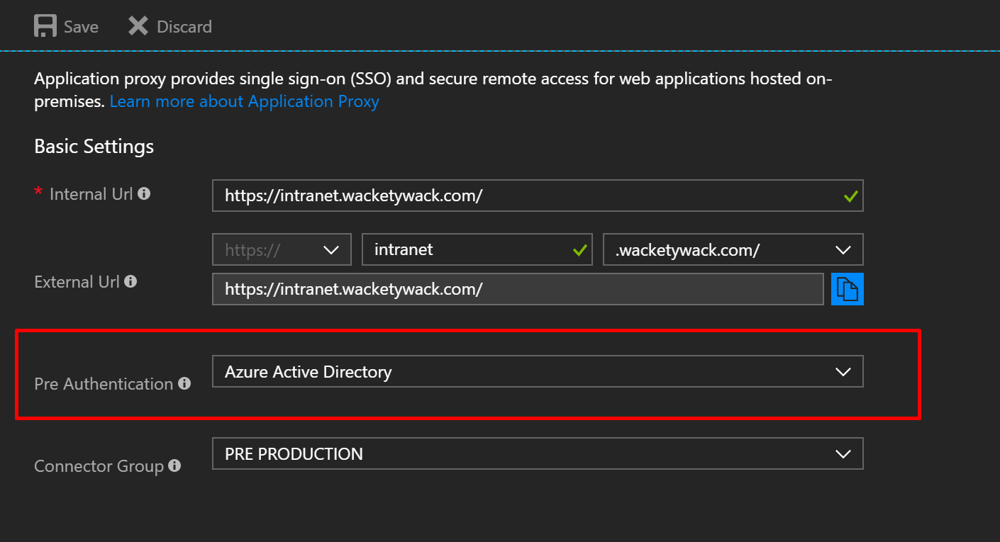 Save Discard
Application proxy provides single sign-on (SSO) and secure remote access for web applications hosted on-
premises. Learn more about Application Proxy
Basic Settings
* Internal Url
https://intranet.wacketywack.com/
https:// intranet .wacketywack.com/
External Url
https://intranet.wacketywack.com/
Pre Authentication
Azure Active Directory
Connector Group
PRE PRODUCTION